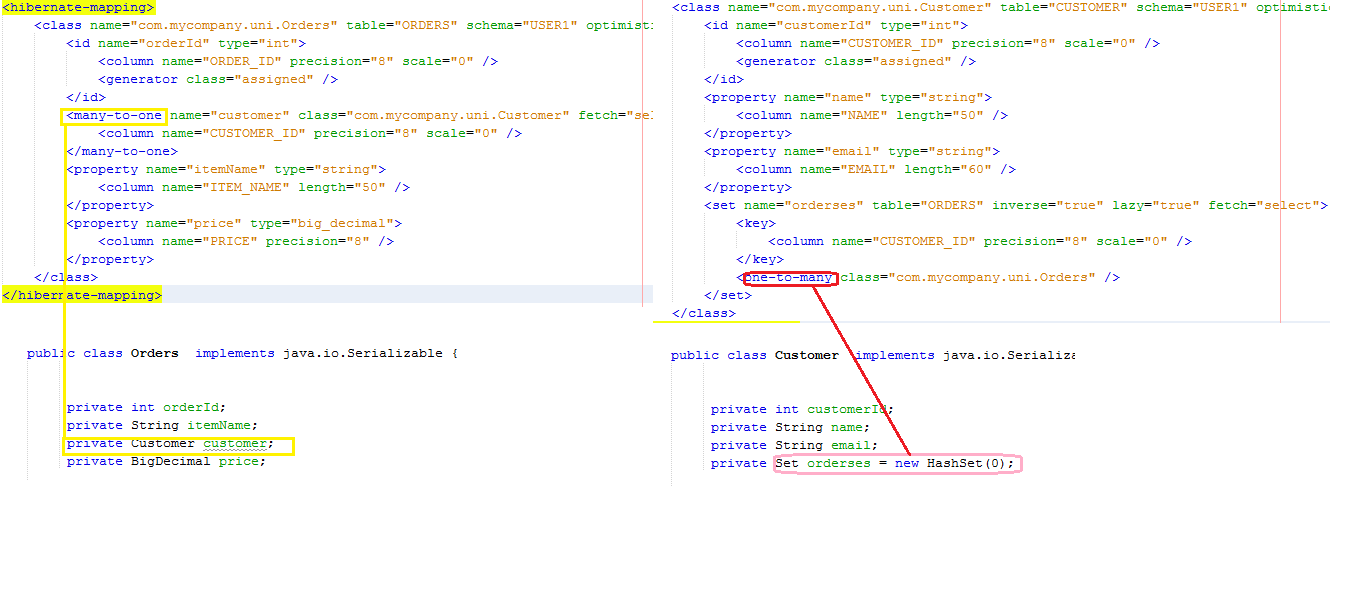 <hibernate-mapping>
<class name="com.mycompany.uni.Orders" table="ORDERS" schema="USER1"
<id name="orderId" type="int">
<column name="ORDER_ID" precision="8" scale="0" />
<generator class="assigned" />
</id>
<many-to-one name="customer" class="com.mycompany.uni.Customer"
<column name="CUSTOMER_ID" precision="8" scale="0" />
</many-to-one>
<property name="itemName" type="string">
<column name="ITEM_NAME" length="50" />
</property>
<property name="price" type="big_decimal">
<column name="PRICE" precision="8" />
</property>
</class>
</hibernate-mapping>
public class Orders implements java.io.Serializable {
private int orderId;
private String itemName;
private Customer customer;
private BigDecimal price;
<class name="com.mycompany.uni.Customer" table="CUSTOMER" schema="USER1"
<id name="customerId" type="int">
<column name="CUSTOMER_ID" precision="8" scale="0" />
<generator class="assigned" />
</id>
<property name="name" type="string">
<column name="NAME" length="50" />
</property>
<property name="email" type="string">
<column name="EMAIL" length="60" />
</property>
<set name="orderses" table="ORDERS" inverse="true" lazy="true" fetch="select">
<key>
<column name="CUSTOMER_ID" precision="8" scale="0" />
</key>
<one-to-many class="com.mycompany.uni.Orders" />
</set>
</class>
public class Customer implements
private int customerId;
private String name;
private String email;
private Set orderses = new HashSet(0);